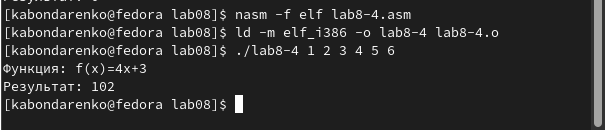 [kabondarenko@fedora lab08]$ nasm -f elf lab8-4.asm
[kabondarenko@fedora lab08]$ ld -m elf_i386 -o lab8-4 lab8-4.o
[kabondarenko@fedora lab08]$ ./lab8-4 1 2 3 4 5 6
Функция: f(x)=4x+3
Результат: 102
[kabondarenko@fedora lab08]$